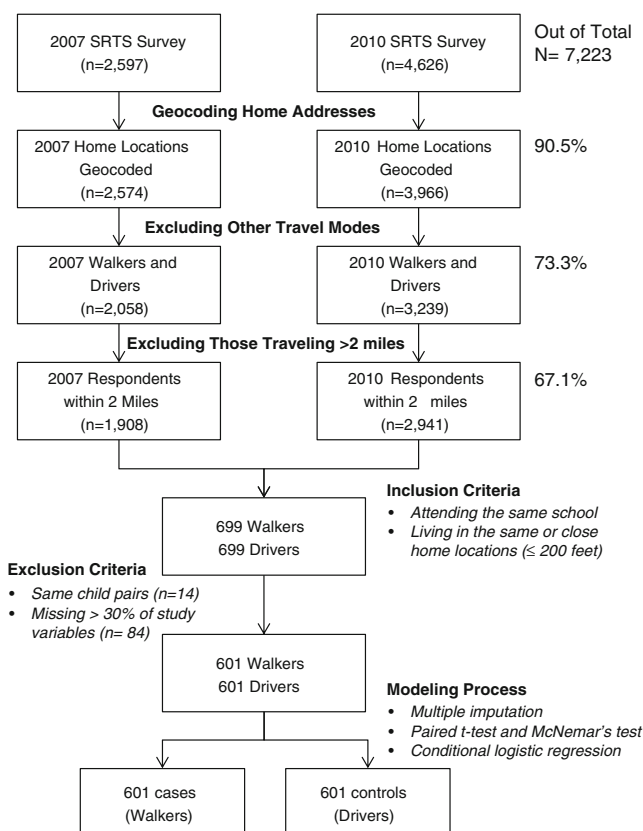 2007 SRTS Survey
(n=2,597)
2010 SRTS Survey
(n=4,626)
Out of Total
N= 7,223
Geocoding Home Addresses
2007 Home Locations
Geocoded
(n=2,574)
2010 Home Locations
Geocoded
(n=3,966)
90.5%
Excluding Other Travel Modes
2007 Walkers and
Drivers
(n=2,058)
2010 Walkers and
Drivers
(n=3,239)
73.3%
Excluding Those Traveling >2 miles
2007 Respondents
within 2 Miles
(n=1,908)
2010 Respondents
within 2 miles
(n=2,941)
67.1%
699 Walkers
699 Drivers
Inclusion Criteria
• Attending the same school
• Living in the same or close
home locations (≤ 200 feet)
Exclusion Criteria
• Same child pairs (n=14)
• Missing > 30% of study
variables (n= 84)
601 Walkers
601 Drivers
Modeling Process
• Multiple imputation
• Paired t-test and McNemar's test
• Conditional logistic regression
601 cases
(Walkers)
601 controls
(Drivers)